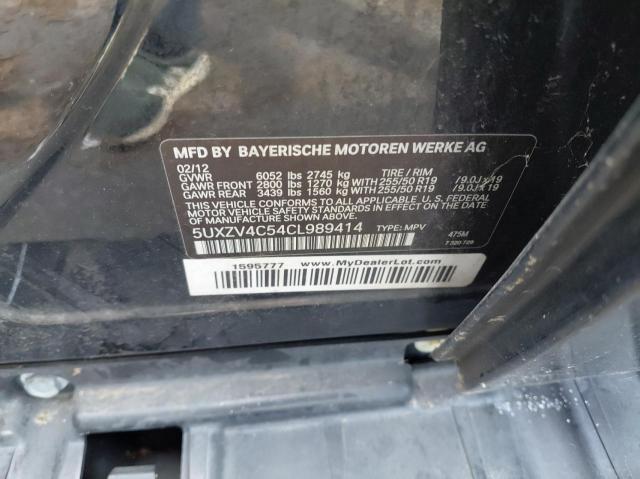 MFD BY BAYERISCHE MOTOREN WERKE AG
02/12
GVWR 6052 lbs 2745 kg TIRE / RIM
GAWR FRONT 2800 lbs 1270 kg WITH 255/50 R19 /9.0J x 19
GAWR REAR 3439 lbs 1560 kg WITH 255/50 R19 /9.0J x 19
THIS VEHICLE CONFORMS TO ALL APPLICABLE U.S. FEDERAL MOTOR VEHICLE
SAFETY STANDARDS IN EFFECT ON THE DATE OF MANUFACTURE SHOWN ABOVE.
5UXZV4C54CL989414 TYPE: MPV 475M
7 320 728
1595777 www.MyDealerLot.com